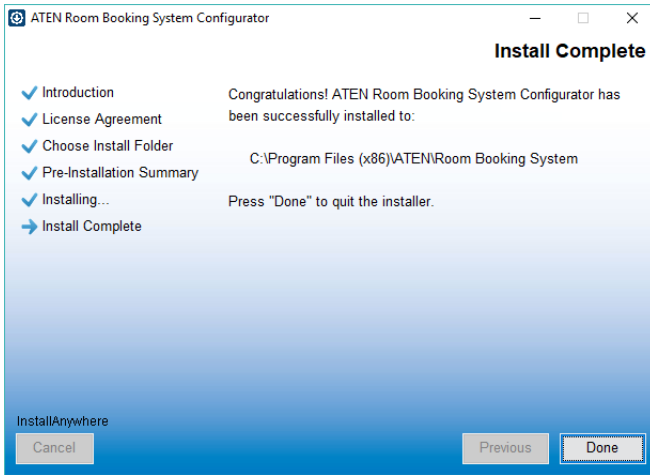 ATEN Room Booking System Configurator
Install Complete
Introduction
License Agreement
Choose Install Folder
Pre-Installation Summary
Installing...
Install Complete
Congratulations! ATEN Room Booking System Configurator has
been successfully installed to:
C:\Program Files (x86)\ATEN\Room Booking System
Press "Done" to quit the installer.
InstallAnywhere
Cancel
Previous
Done